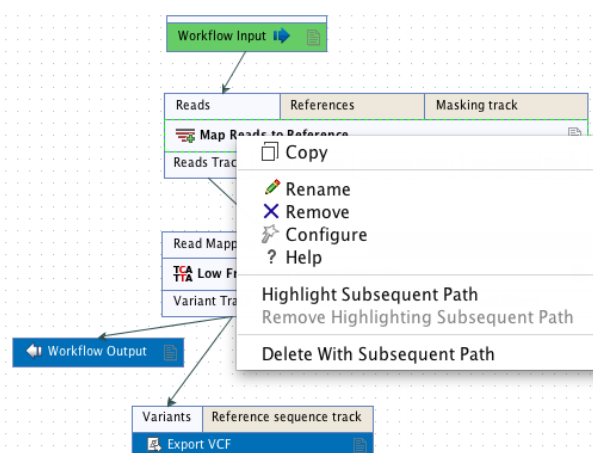 Workflow Input
Reads References Masking track
Map Reads to Reference
Reads Trac
Copy
Rename
Remove
Configure
? Help
Highlight Subsequent Path
Remove Highlighting Subsequent Path
Delete With Subsequent Path
Read Mapp
TCA
TTA
Low Fr
Variant Tra
Workflow Output
Variants Reference sequence track
Export VCF